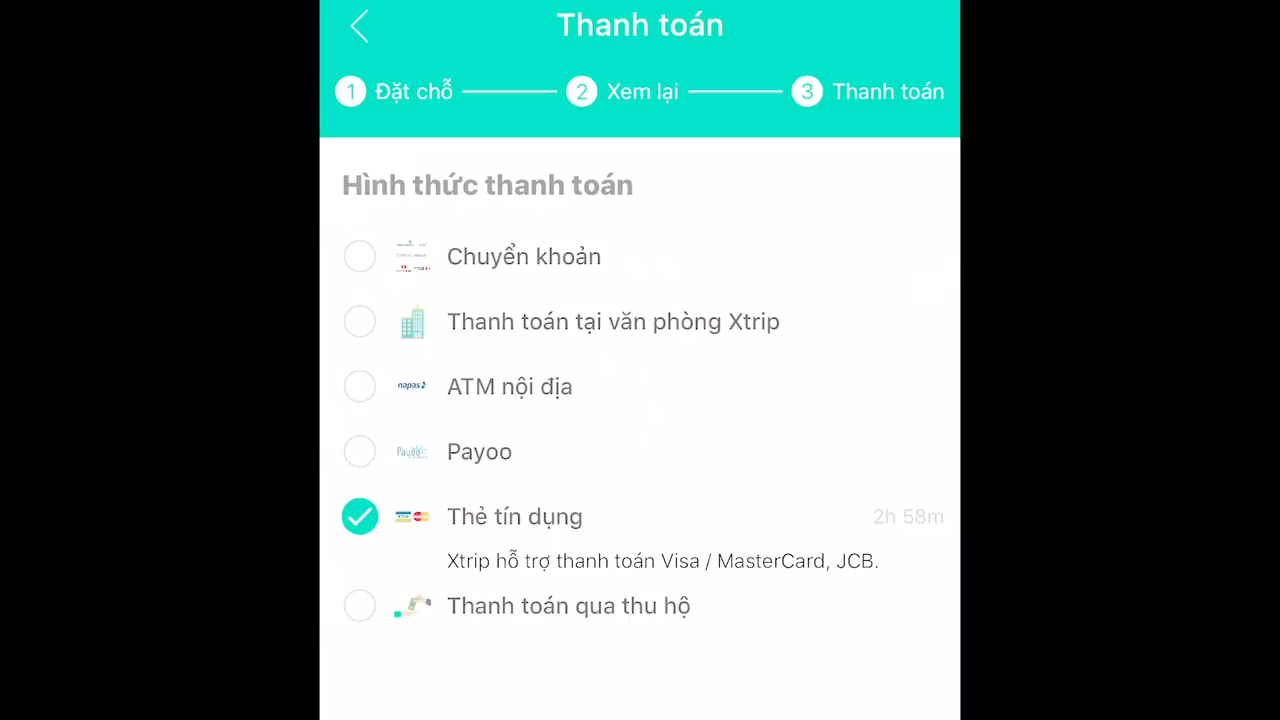 Thanh toán
1 Đặt chỗ 2 Xem lại 3 Thanh toán
Hình thức thanh toán
Chuyển khoản
Thanh toán tại văn phòng Xtrip
napas ATM nội địa
Payoo Payoo
Thẻ tín dụng 2h 58m
Xtrip hỗ trợ thanh toán Visa / MasterCard, JCB.
Thanh toán qua thu hộ